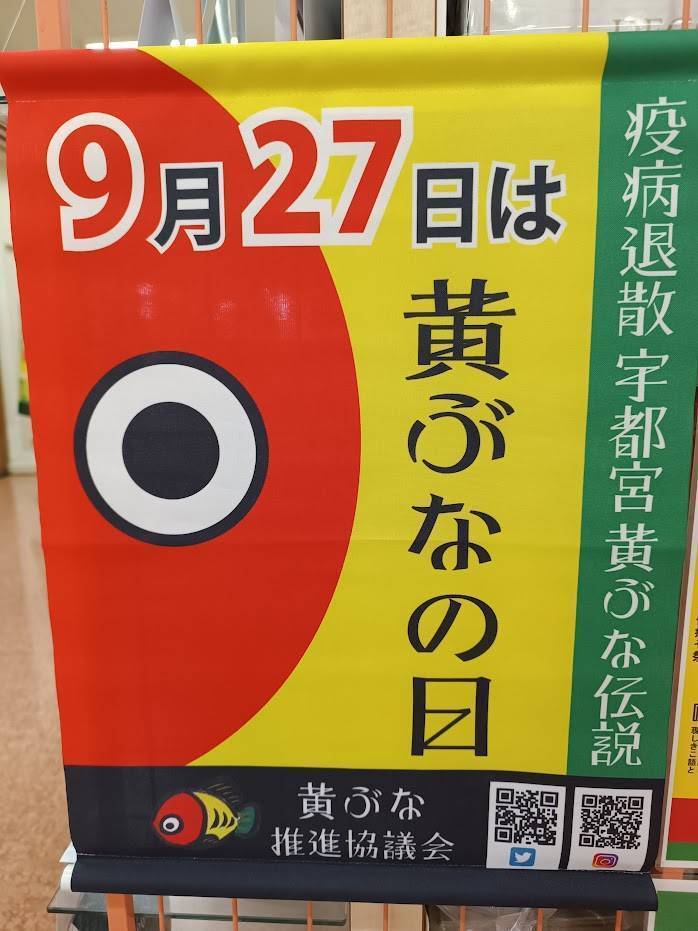 9月27日は
黄ぶなの日
疫病退散 宇都宮 黄ぶな伝説
黄ぶな
推進協議会